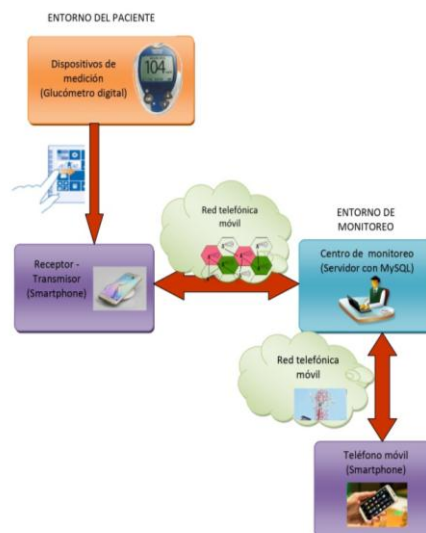 ENTORNO DEL PACIENTE
Dispositivos de
medición
(Glucómetro digital)
104
Red telefónica
móvil
ENTORNO DE
MONITOREO
Receptor -
Transmisor
(Smartphone)
Centro de monitoreo
(Servidor con MySQL)
Red telefónica
móvil
Teléfono móvil
(Smartphone)